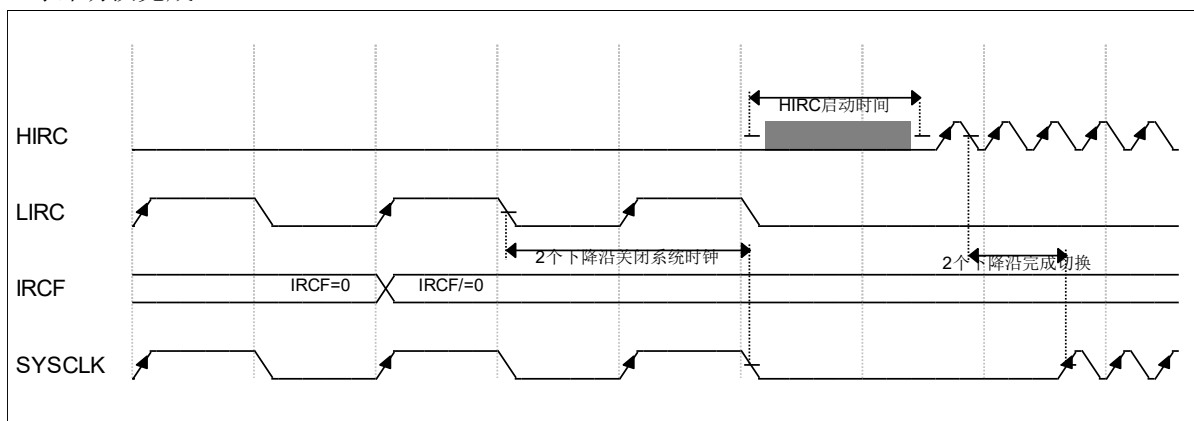 HIRC启动时间
HIRC
LIRC
2个下降沿关闭系统时钟
2个下降沿完成切换
IRCF
IRCF=0
IRCF/=0
SYSCLK